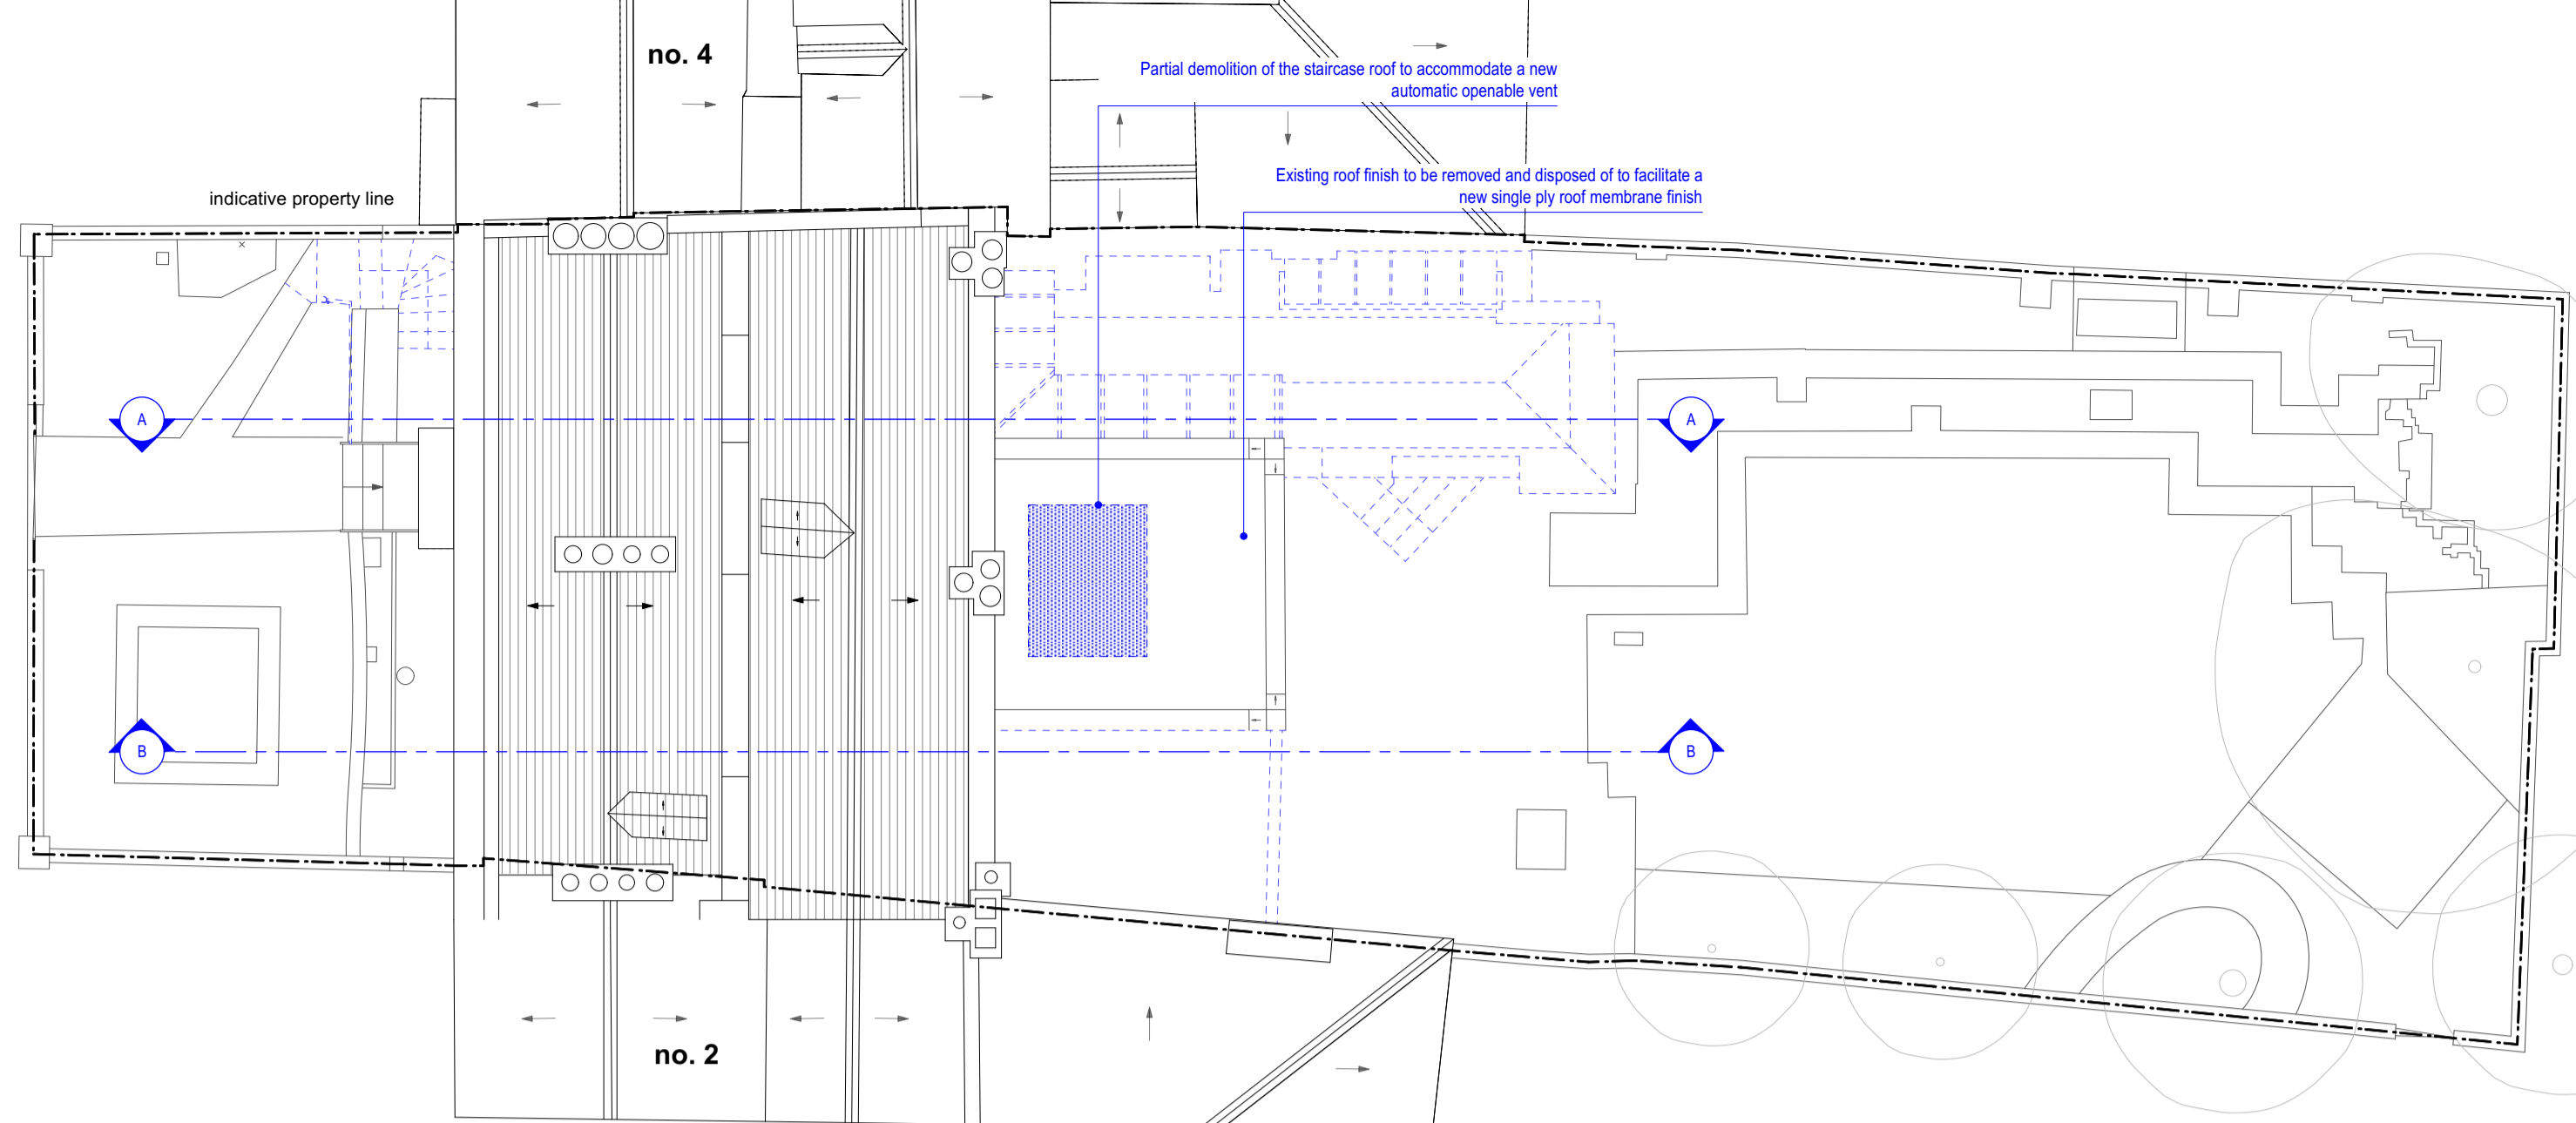 no. 4
Partial demolition of the staircase roof to accommodate a new
automatic openable vent
Existing roof finish to be removed and disposed of to facilitate a
new single ply roof membrane finish
indicative property line
A
A
B
B
no. 2